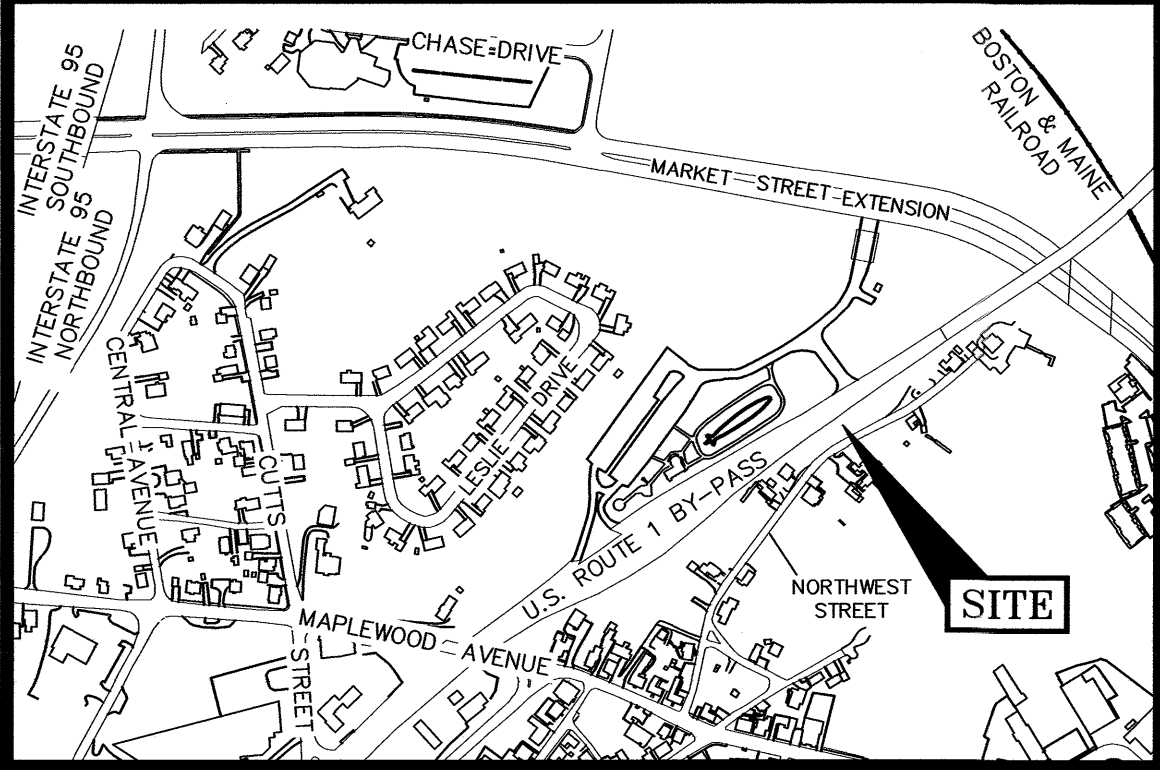 CHASE DRIVE
INTERSTATE 95
SOUTHBOUND
INTERSTATE 95
NORTHBOUND
BOSTON & MAINE
RAILROAD
MARKET STREET EXTENSION
CENTRAL AVENUE
CUTTS
STREET
LESLIE DRIVE
U.S. ROUTE 1 BY-PASS
NORTHWEST
STREET
SITE
MAPLEWOOD AVENUE